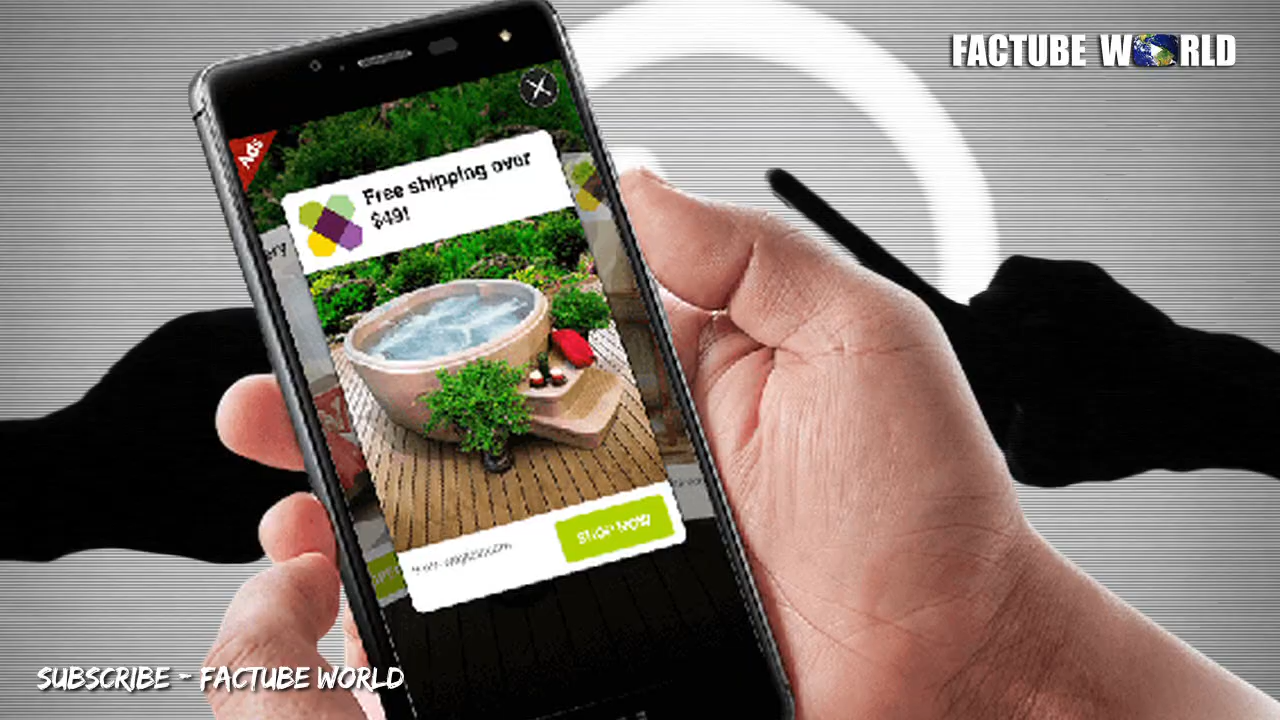 FACTUBE WORLD
Ads
Free shipping over
$49!
SHOP NOW
SUBSCRIBE - FACTUBE WORLD